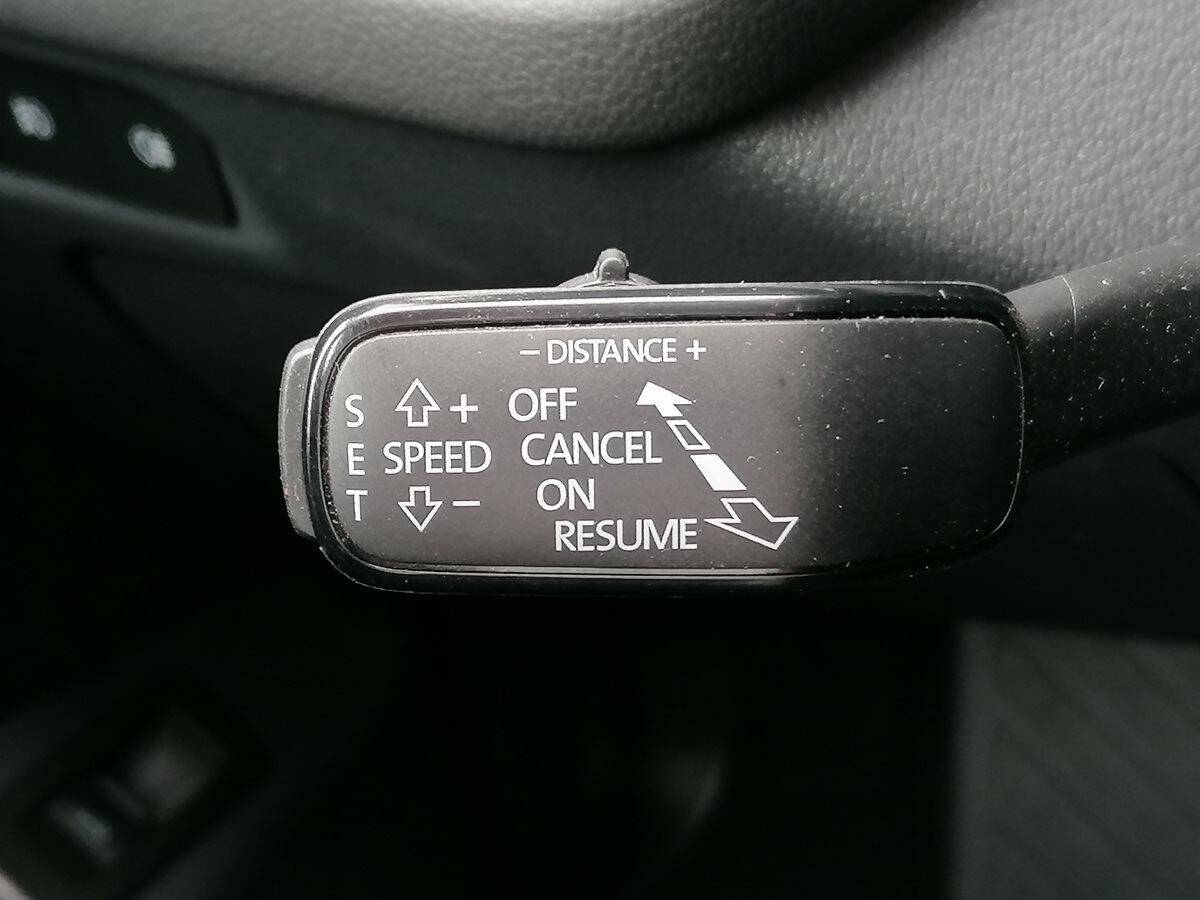 − DISTANCE +
S
E
T
+
SPEED
−
OFF
CANCEL
ON
RESUME